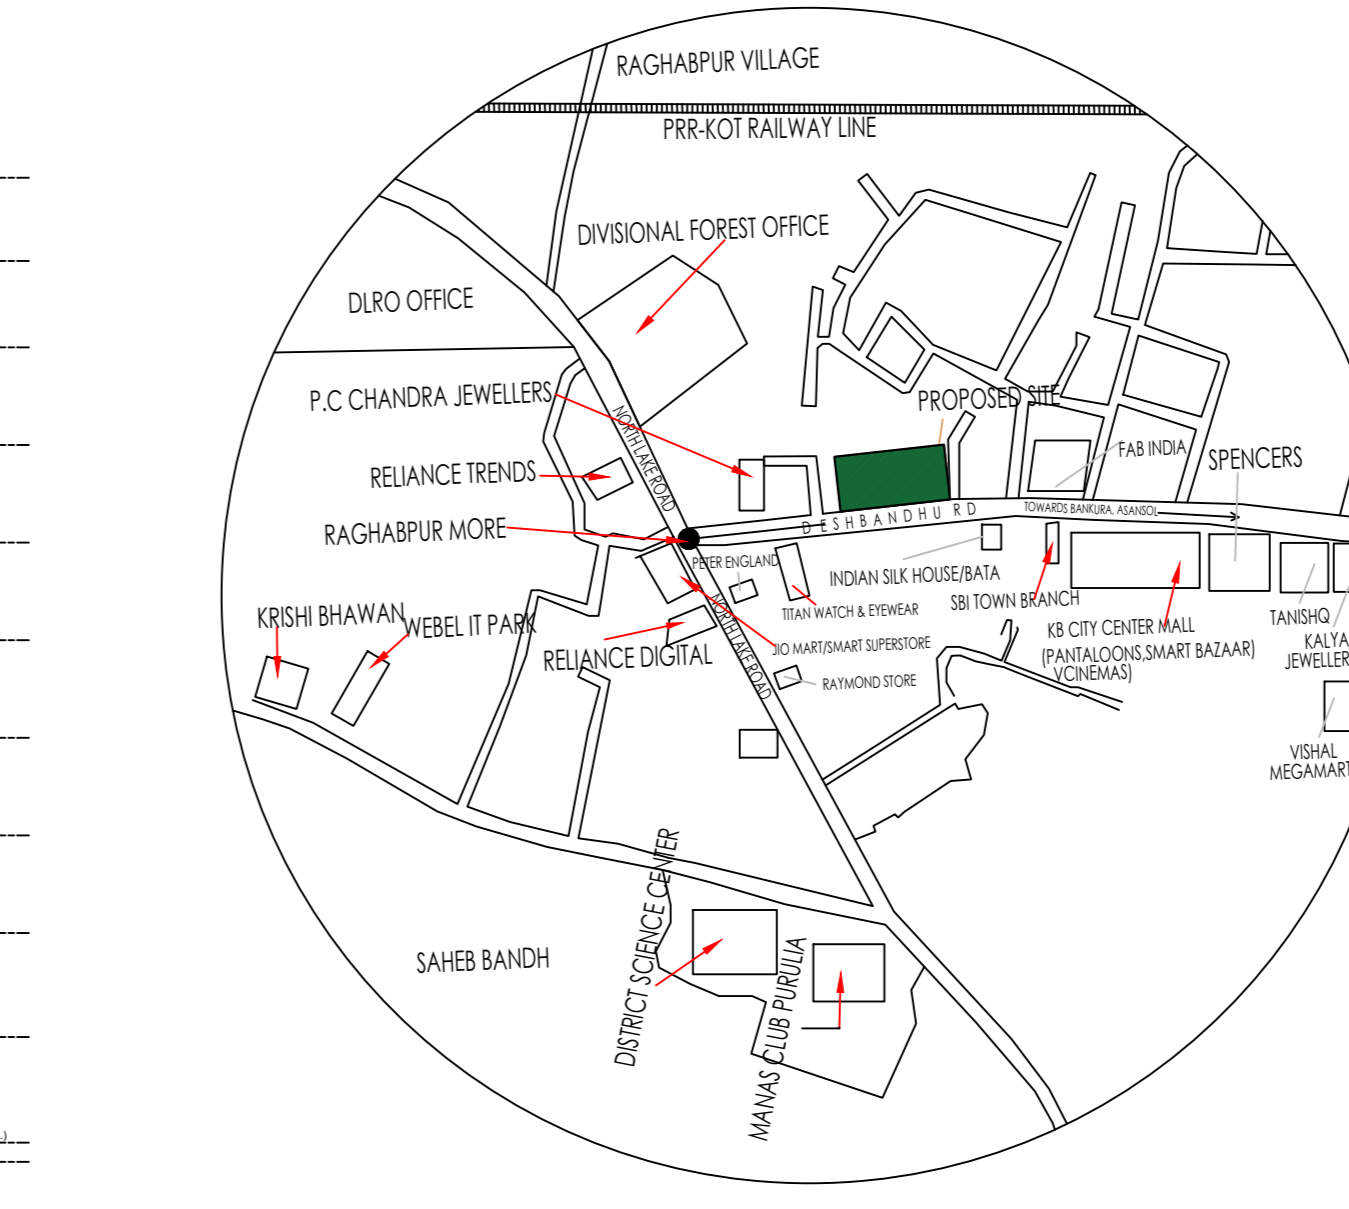 RAGHABPUR VILLAGE
PRR-KOT RAILWAY LINE
DIVISIONAL FOREST OFFICE
DLRO OFFICE
P.C CHANDRA JEWELLERS
NORTH LAKE ROAD
PROPOSED SITE
RELIANCE TRENDS
FAB INDIA
SPENCERS
RAGHABPUR MORE
DESHBANDHU RD
TOWARDS BANKURA, ASANSOL
PETER ENGLAND
INDIAN SILK HOUSE/BATA
TITAN WATCH & EYEWEAR
SBI TOWN BRANCH
KRISHI BHAWAN
WEBEL IT PARK
NORTH LAKE ROAD
JIO MART/SMART SUPERSTORE
KB CITY CENTER MALL
(PANTALOONS,SMART BAZAAR)
VCINEMAS)
TANISHQ
KALYA
JEWELLER
RELIANCE DIGITAL
RAYMOND STORE
VISHAL
MEGAMART
DISTRICT SCIENCE CENTER
SAHEB BANDH
MANAS CLUB PURULIA